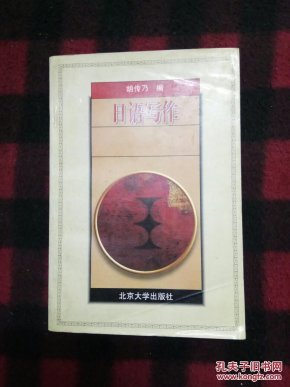 胡传乃 编
日语写作
北京大学出版社
孔夫子旧书网